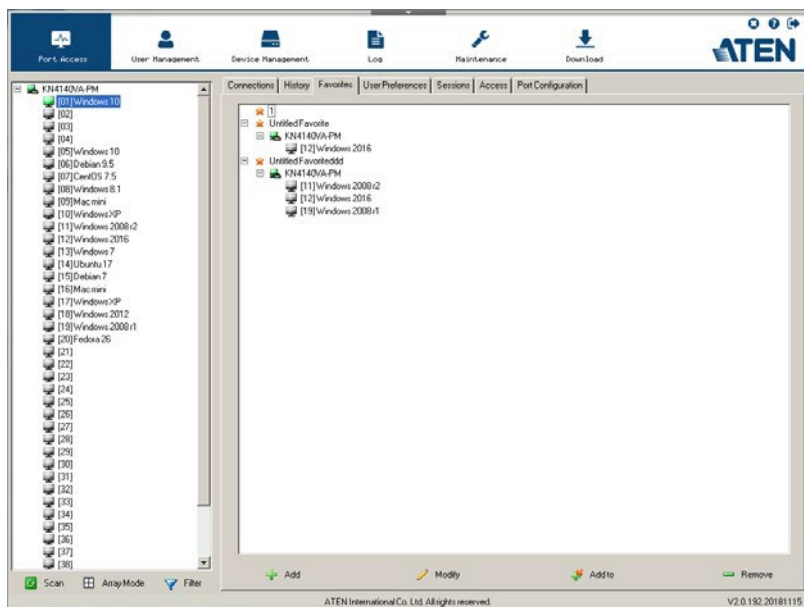 Port Access
User Management
Device Management
Log
Maintenance
Download
ATEN
KN4140VA-PM
[01]Windows 10
[02]
[03]
[04]
[05]Windows 10
[06]Debian 9.5
[07]CentOS 7.5
[08]Windows 8.1
[09]Mac mini
[10]Windows XP
[11]Windows 2008 r2
[12]Windows 2016
[13]Windows 7
[14]Ubuntu 17
[15]Debian 7
[16]Mac mini
[17]Windows XP
[18]Windows 2012
[19]Windows 2008 r1
[20]Fedora 26
[21]
[22]
[23]
[24]
[25]
[26]
[27]
[28]
[29]
[30]
[31]
[32]
[33]
[34]
[35]
[36]
[37]
[38]
Scan
Array Mode
Filter
Connections
History
Favorites
User Preferences
Sessions
Access
Port Configuration
1
Untitled Favorite
KN4140VA-PM
[12]Windows 2016
Untitled Favoriteddd
KN4140VA-PM
[11]Windows 2008 r2
[12]Windows 2016
[19]Windows 2008 r1
Add
Modify
Add to
Remove
ATEN International Co. Ltd. All rights reserved.
V2.0.192.20181115